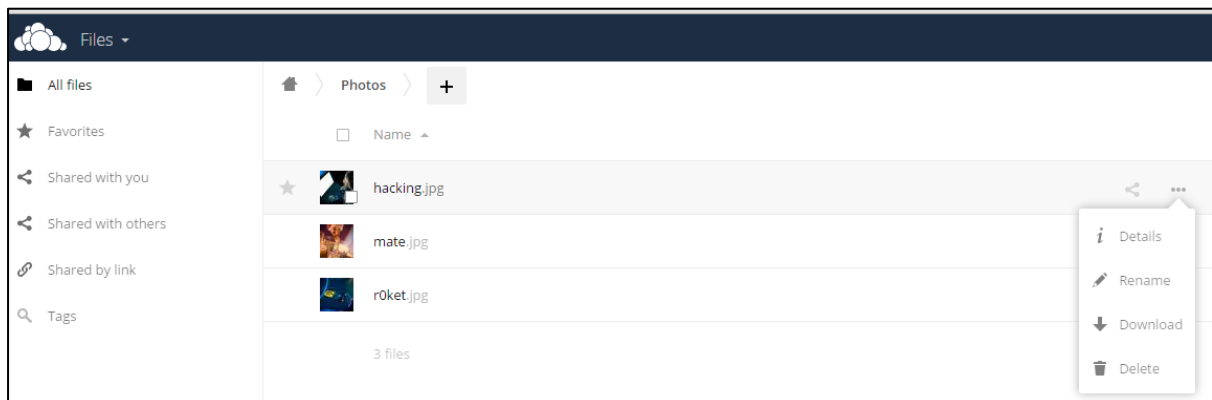 Files
All files
Favorites
Shared with you
Shared with others
Shared by link
Tags
Photos
+
Name
hacking.jpg
mate.jpg
r0ket.jpg
3 files
Details
Rename
Download
Delete